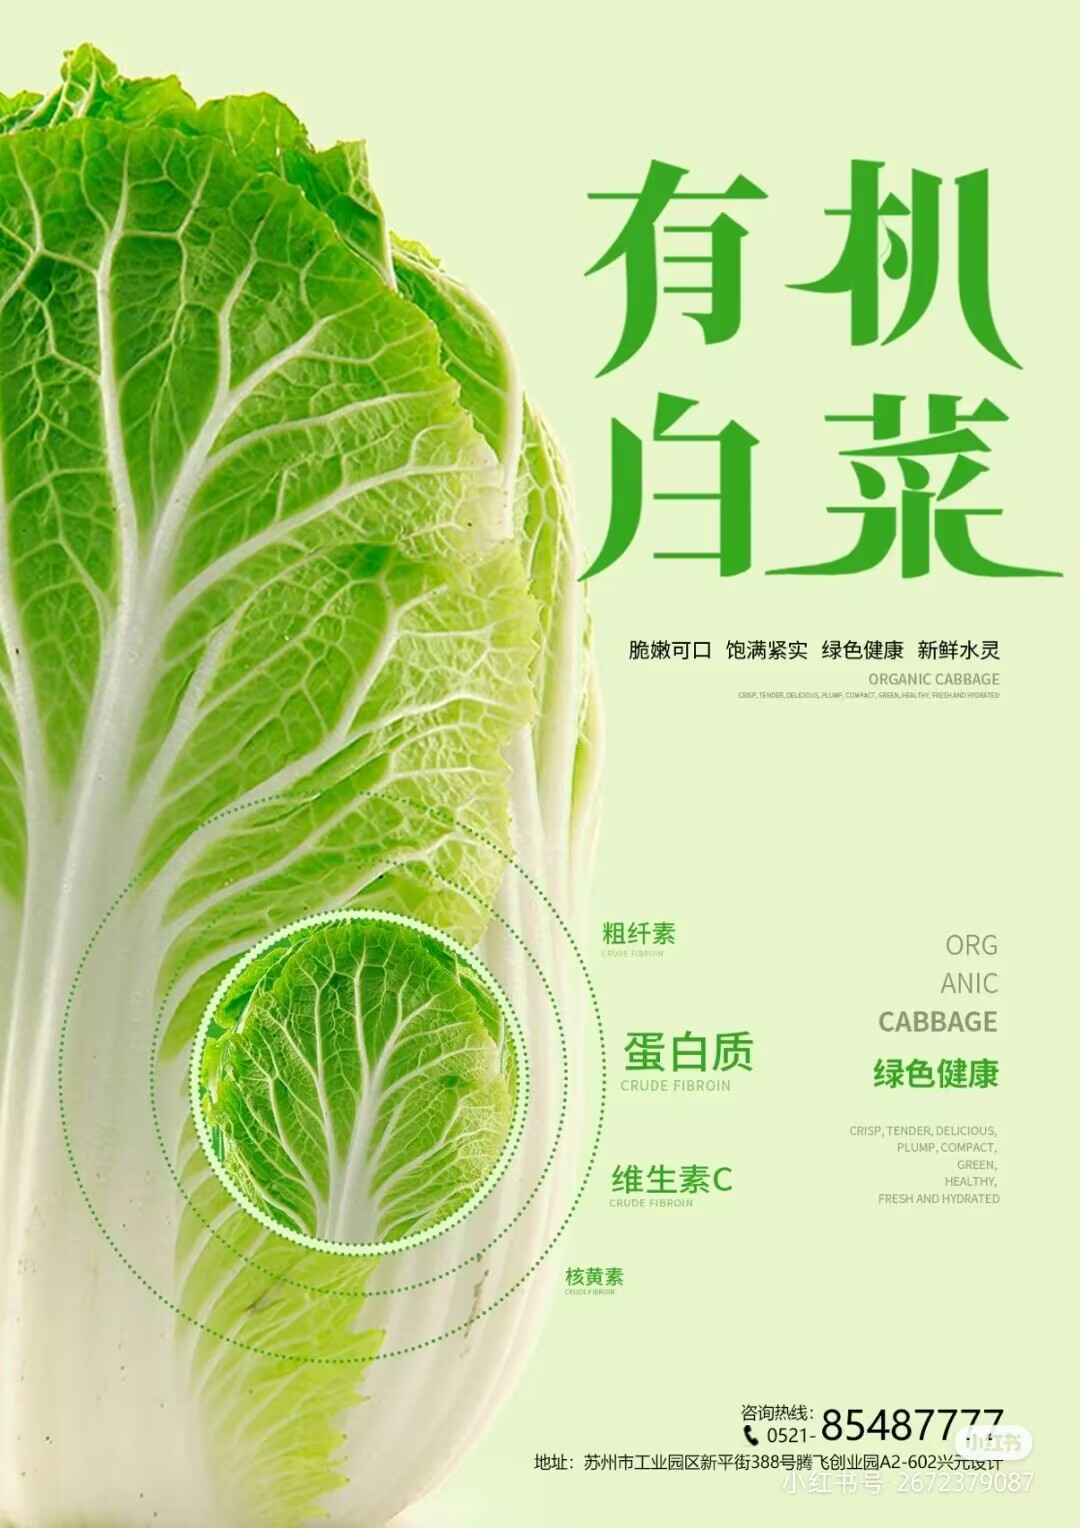 有机
白菜
脆嫩可口 饱满紧实 绿色健康 新鲜水灵
ORGANIC CABBAGE
CRISP, TENDER, DELICIOUS, PLUMP, COMPACT, GREEN, HEALTHY, FRESH AND HYDRATED
粗纤素
CRUDE FIBROIN
蛋白质
CRUDE FIBROIN
维生素C
CRUDE FIBROIN
核黄素
CRUDE FIBROIN
ORG
ANIC
CABBAGE
绿色健康
CRISP, TENDER, DELICIOUS,
PLUMP, COMPACT,
GREEN,
HEALTHY,
FRESH AND HYDRATED
咨询热线:
0521- 85487777
地址：苏州市工业园区新平街388号腾飞创业园A2-602兴元设计
小红书
小红书号 2672379087